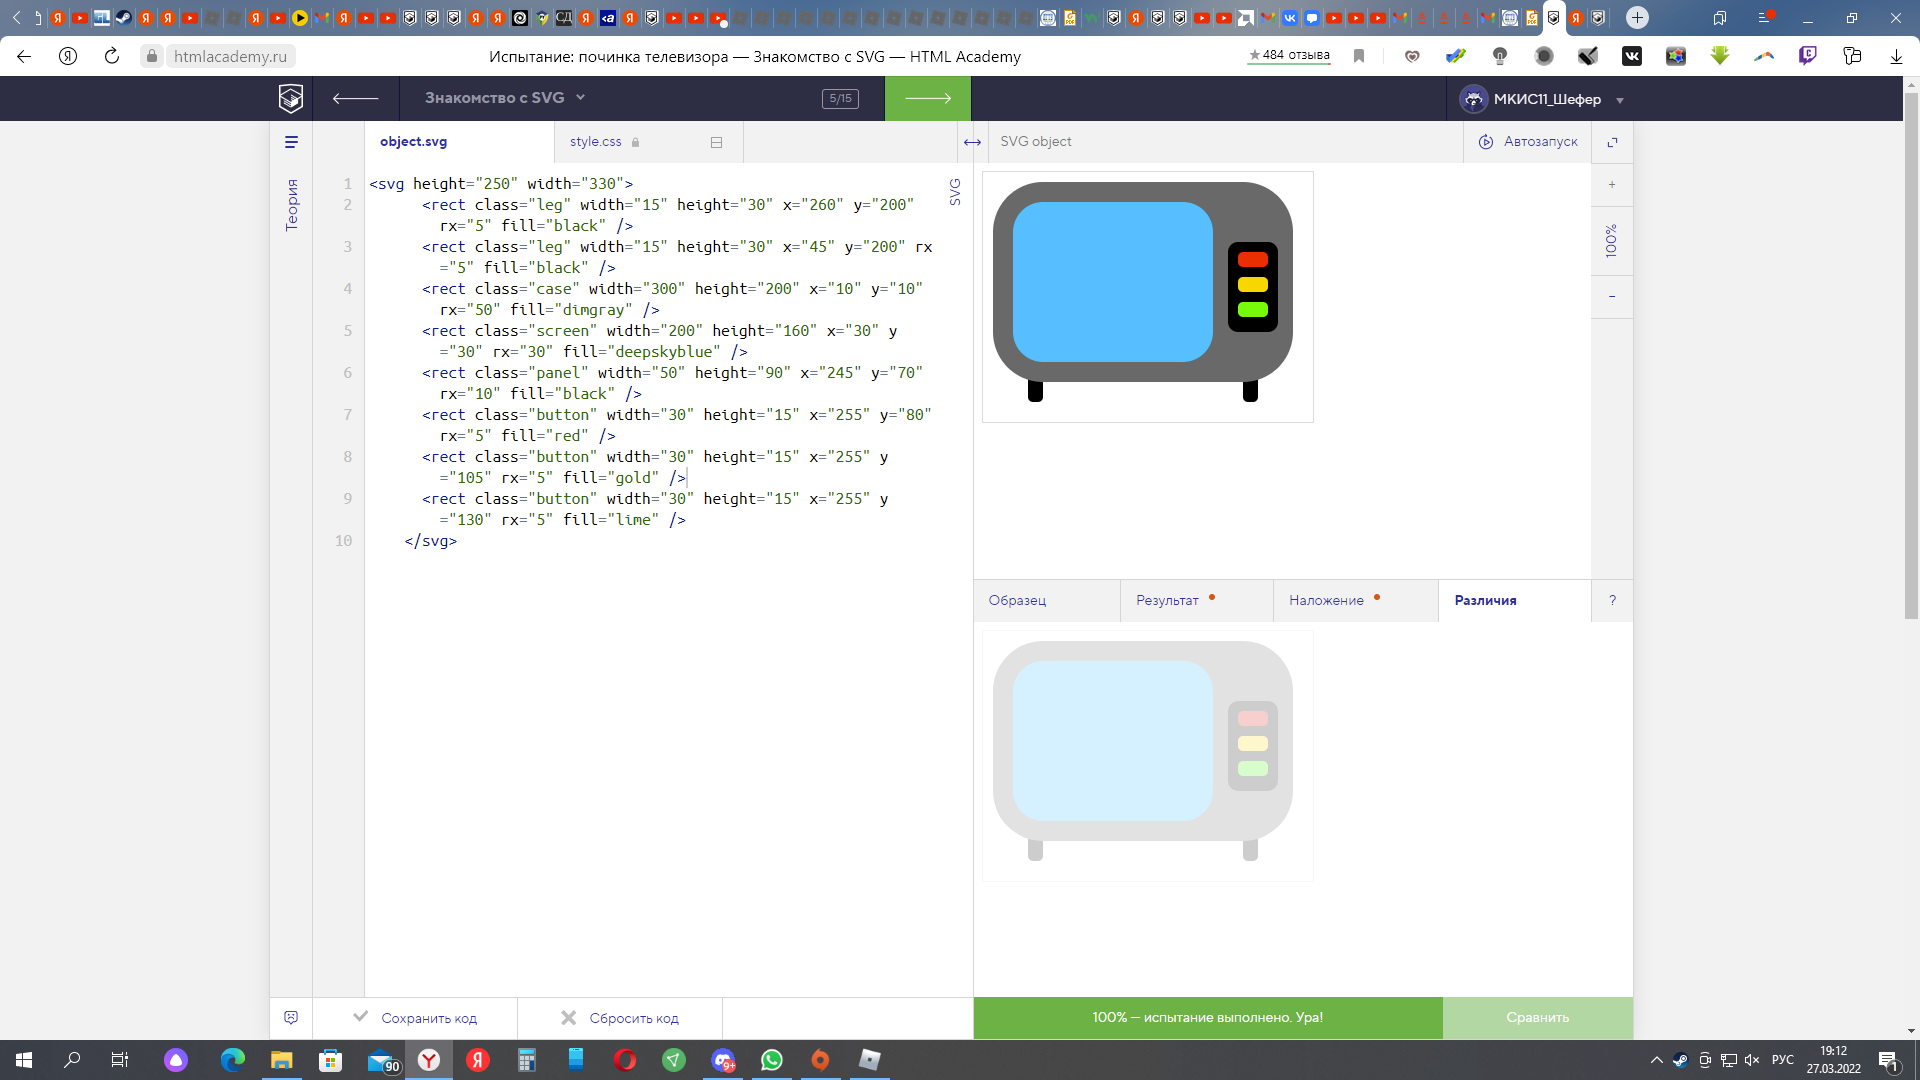 htmlacademy.ru
Испытание: починка телевизора — Знакомство с SVG — HTML Academy
★ 484 отзыва
Знакомство с SVG
5/15
МКИС11_Шефер
Теория
object.svg
style.css
SVG object
Автозапуск
SVG
+
100%
−
1 <svg height="250" width="330">
2 <rect class="leg" width="15" height="30" x="260" y="200"
rx="5" fill="black" />
3 <rect class="leg" width="15" height="30" x="45" y="200" rx
="5" fill="black" />
4 <rect class="case" width="300" height="200" x="10" y="10"
rx="50" fill="dimgray" />
5 <rect class="screen" width="200" height="160" x="30" y
="30" rx="30" fill="deepskyblue" />
6 <rect class="panel" width="50" height="90" x="245" y="70"
rx="10" fill="black" />
7 <rect class="button" width="30" height="15" x="255" y="80"
rx="5" fill="red" />
8 <rect class="button" width="30" height="15" x="255" y
="105" rx="5" fill="gold" />
9 <rect class="button" width="30" height="15" x="255" y
="130" rx="5" fill="lime" />
10 </svg>
Образец
Результат
Наложение
Различия
?
Сохранить код
Сбросить код
100% — испытание выполнено. Ура!
Сравнить
90
9+
РУС
19:12
27.03.2022
1